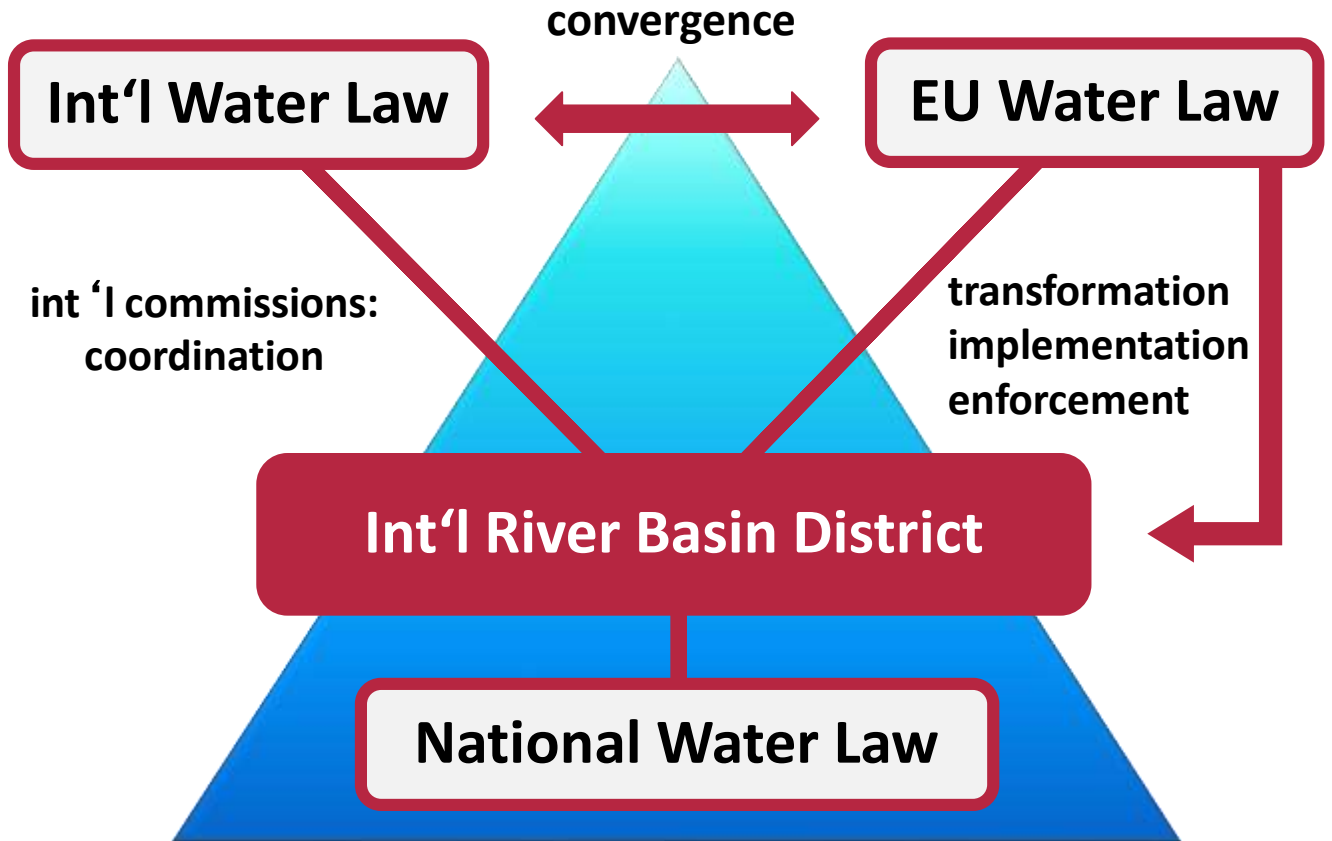 convergence
Int‘l Water Law
EU Water Law
int ‘l commissions:
coordination
transformation
implementation
enforcement
Int‘l River Basin District
National Water Law